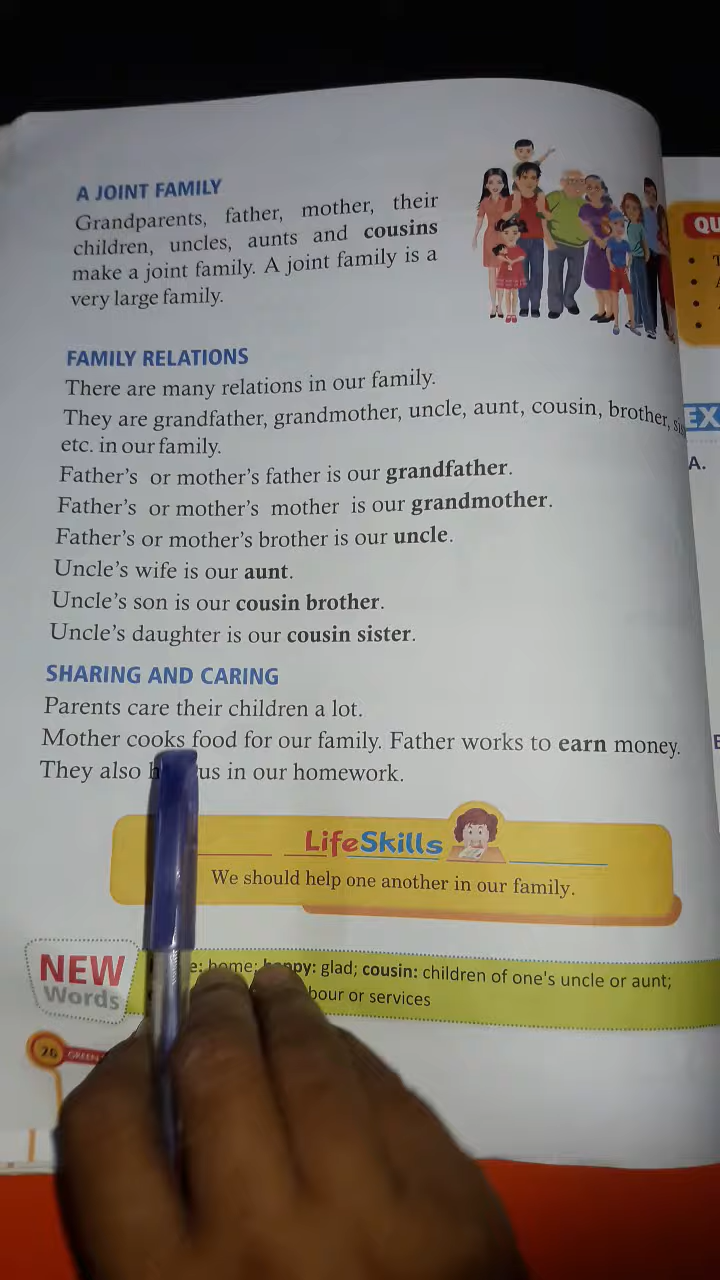 A JOINT FAMILY
Grandparents, father, mother, their
children, uncles, aunts and cousins
make a joint family. A joint family is a
very large family.
FAMILY RELATIONS
There are many relations in our family.
They are grandfather, grandmother, uncle, aunt, cousin, brother,
etc. in our family.
Father's or mother's father is our grandfather.
Father's or mother's mother is our grandmother.
Father's or mother's brother is our uncle.
Uncle's wife is our aunt.
Uncle's son is our cousin brother.
Uncle's daughter is our cousin sister.
SHARING AND CARING
Parents care their children a lot.
Mother cooks food for our family. Father works to earn money.
They also us in our homework.
LifeSkills
We should help one another in our family.
NEW
Words
home; happy: glad; cousin: children of one's uncle or aunt;
or services
26 GREEN
QU
EX
A.